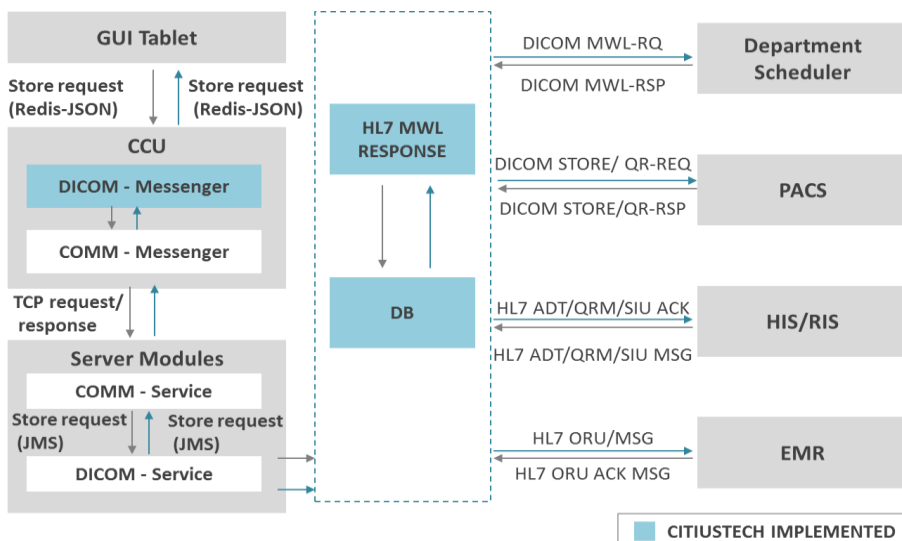 GUI Tablet
Store request
(Redis-JSON)
Store request
(Redis-JSON)
CCU
DICOM - Messenger
COMM - Messenger
TCP request/
response
Server Modules
COMM - Service
Store request
(JMS)
Store request
(JMS)
DICOM - Service
HL7 MWL
RESPONSE
DB
DICOM MWL-RQ
DICOM MWL-RSP
Department
Scheduler
DICOM STORE/ QR-REQ
DICOM STORE/QR-RSP
PACS
HL7 ADT/QRM/SIU ACK
HL7 ADT/QRM/SIU MSG
HIS/RIS
HL7 ORU/MSG
HL7 ORU ACK MSG
EMR
CITIUSTECH IMPLEMENTED